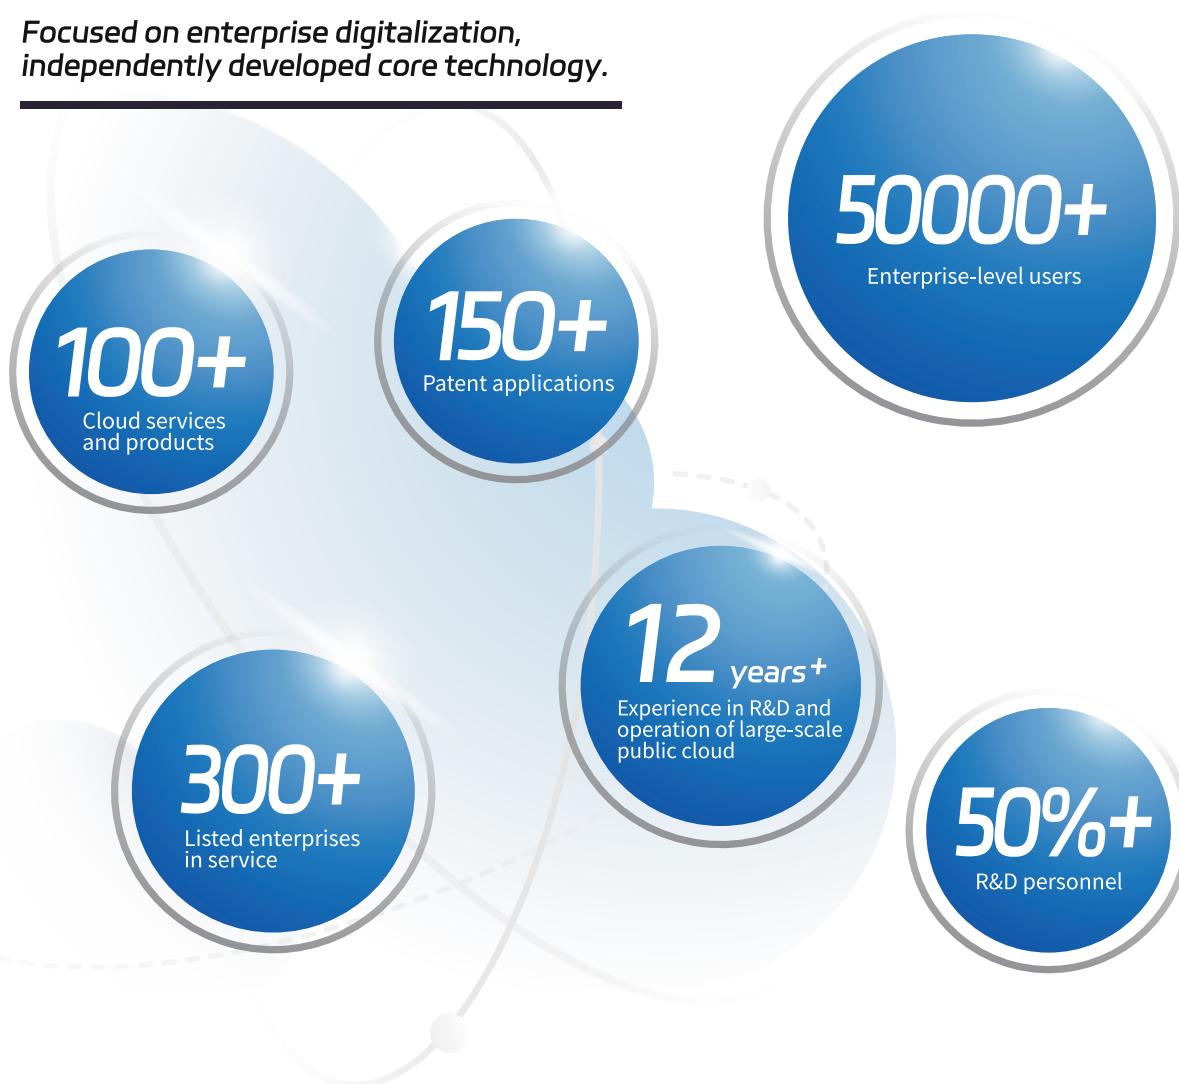 Focused on enterprise digitalization,
independently developed core technology.
50000+
Enterprise-level users
150+
Patent applications
100+
Cloud services
and products
12 years+
Experience in R&D and
operation of large-scale
public cloud
300+
Listed enterprises
in service
50%+
R&D personnel